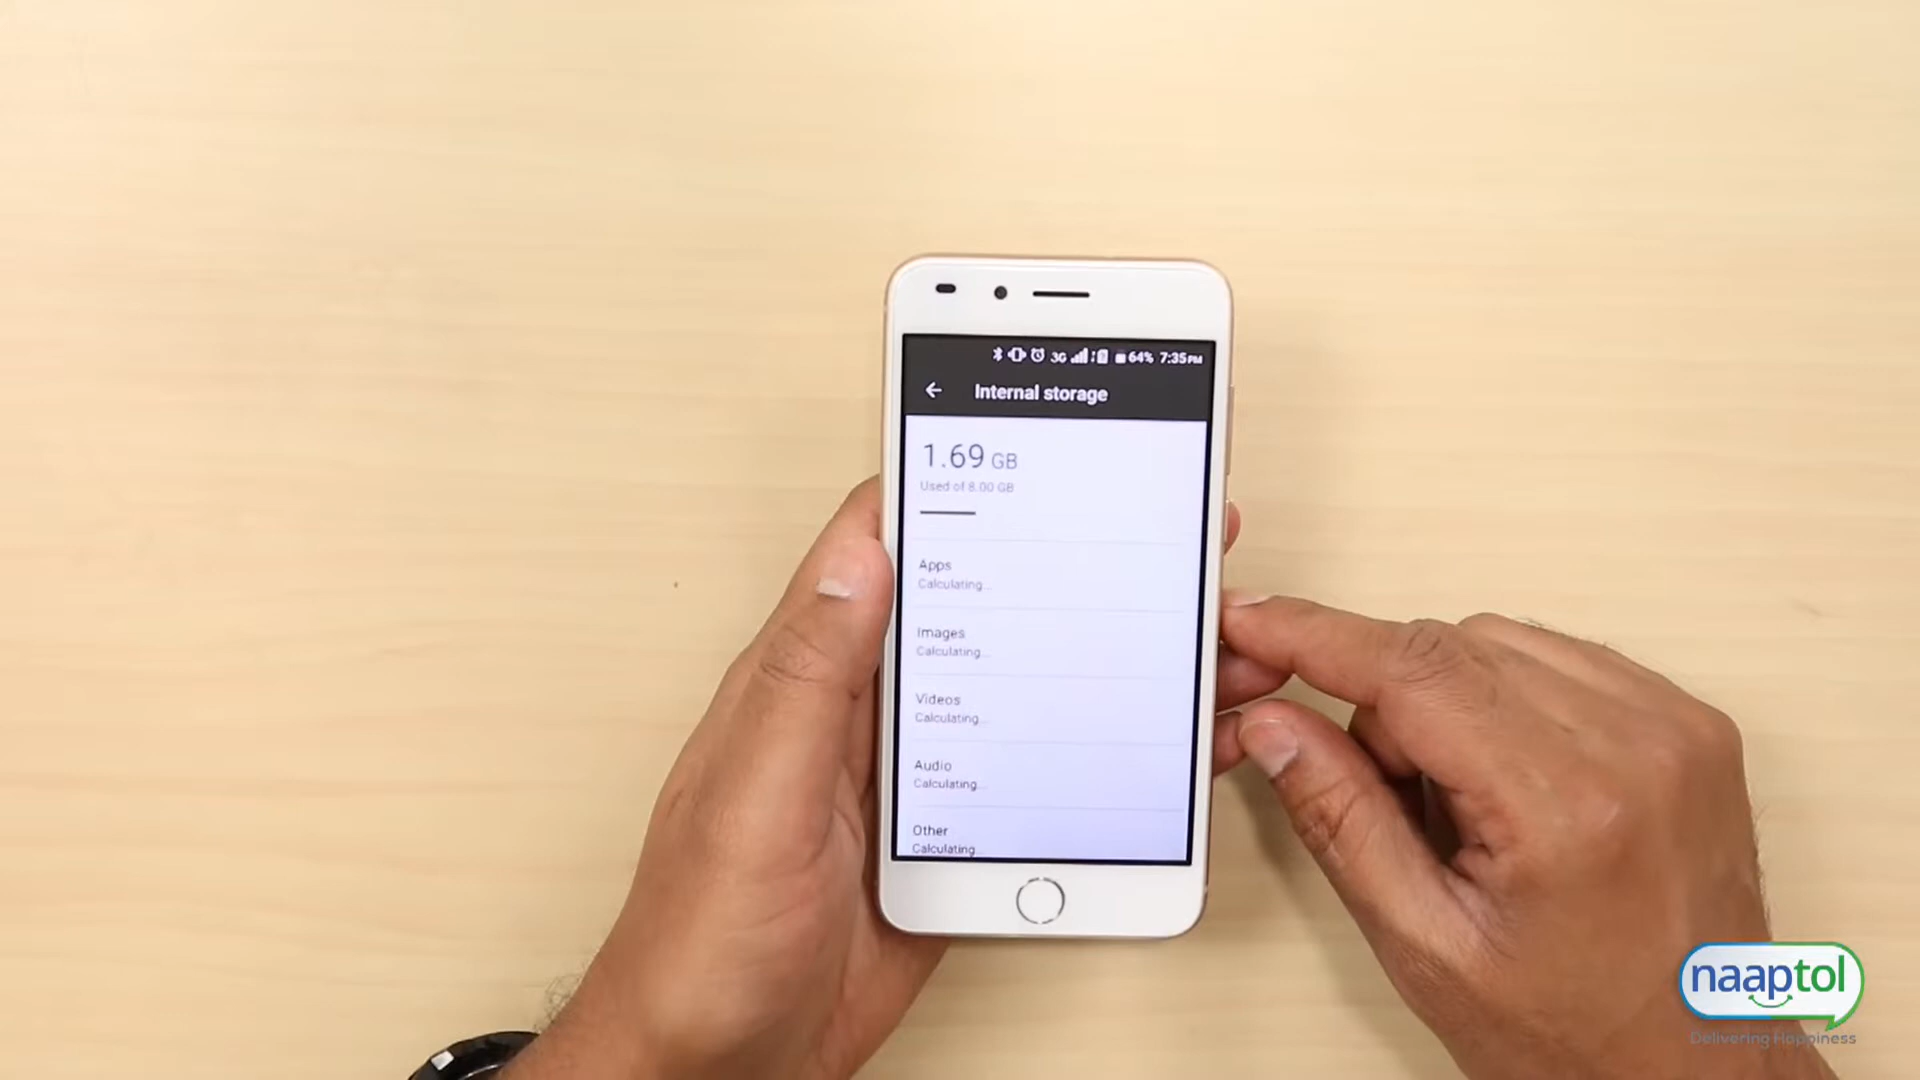 3G 64% 7:35PM
Internal storage
1.69 GB
Used of 8.00 GB
Apps
Calculating...
Images
Calculating...
Videos
Calculating...
Audio
Calculating...
Other
Calculating...
naaptol
Delivering Happiness